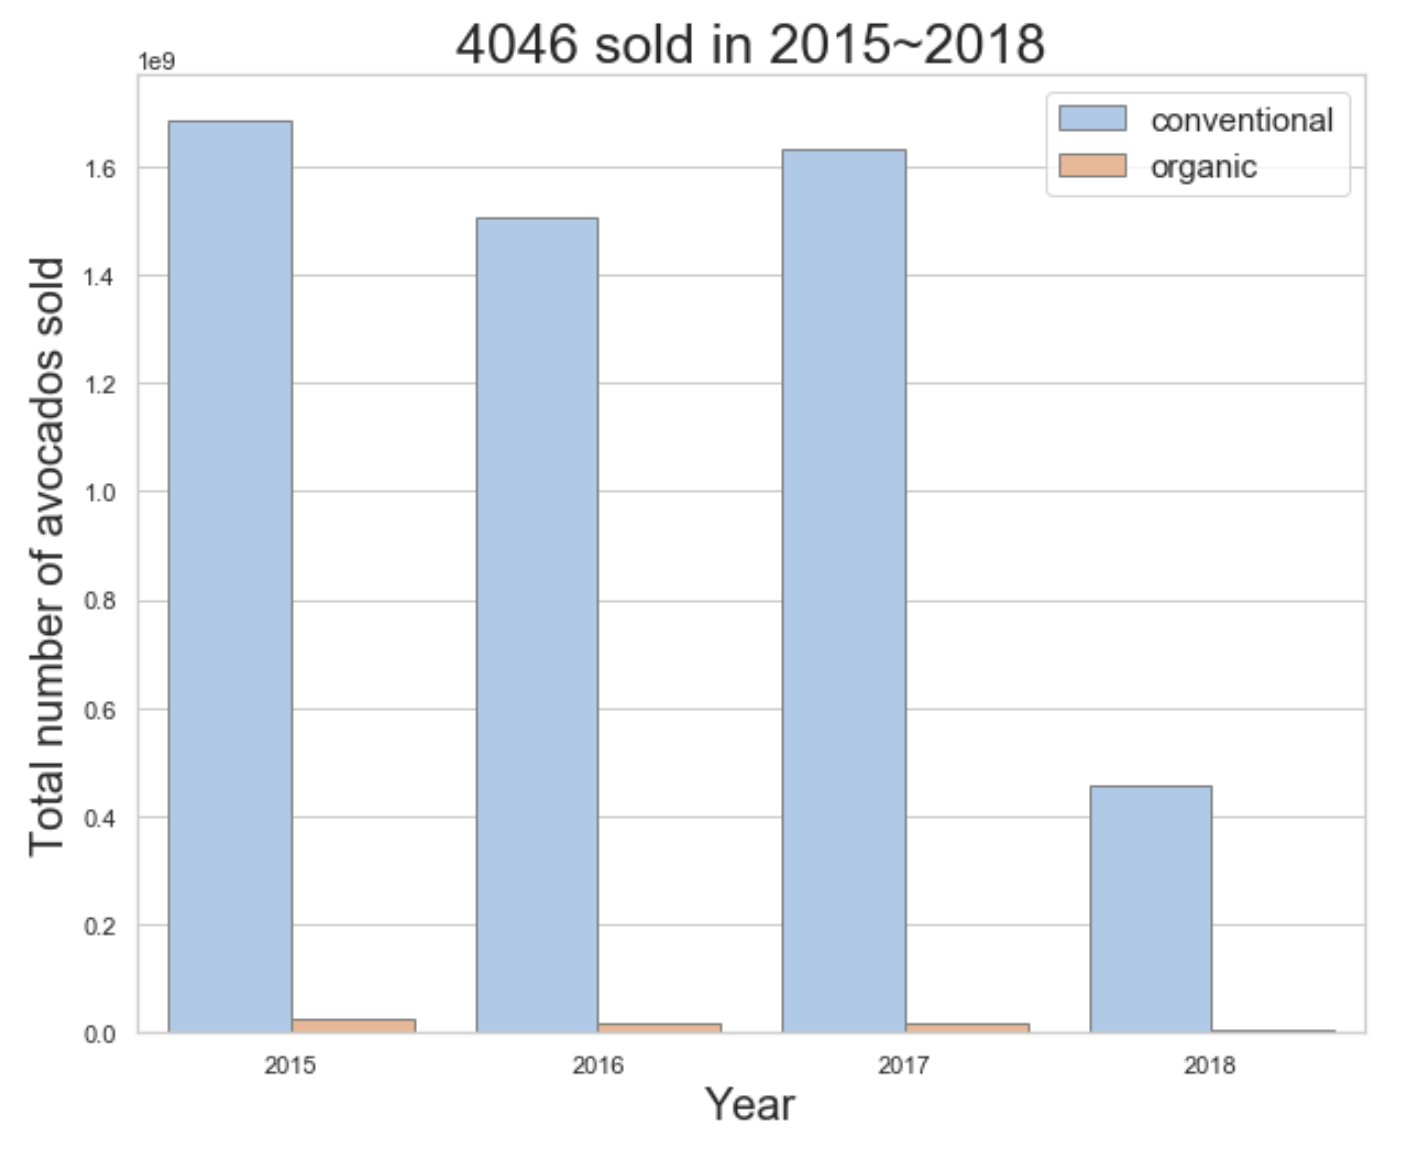 4046 sold in 2015~2018
1e9
conventional
organic
1.6
1.4
1.2
1.0
0.8
0.6
0.4
0.2
0.0
Total number of avocados sold
2015 2016 2017 2018
Year